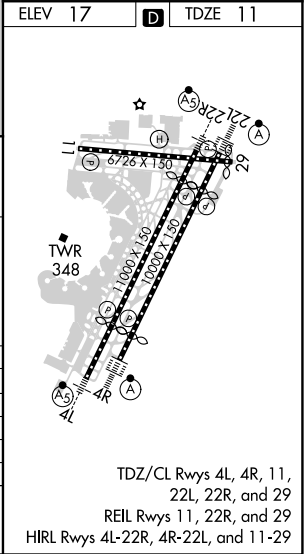 ELEV 17
D
TDZE 11
A5
22R
22L
A
H
P
11
6726 X 150
P
29
P
P
TWR
348
11000 X 150
10000 X 150
P
P
A5
4L
4R
A
TDZ/CL Rwys 4L, 4R, 11,
22L, 22R, and 29
REIL Rwys 11, 22R, and 29
HIRL Rwys 4L-22R, 4R-22L, and 11-29